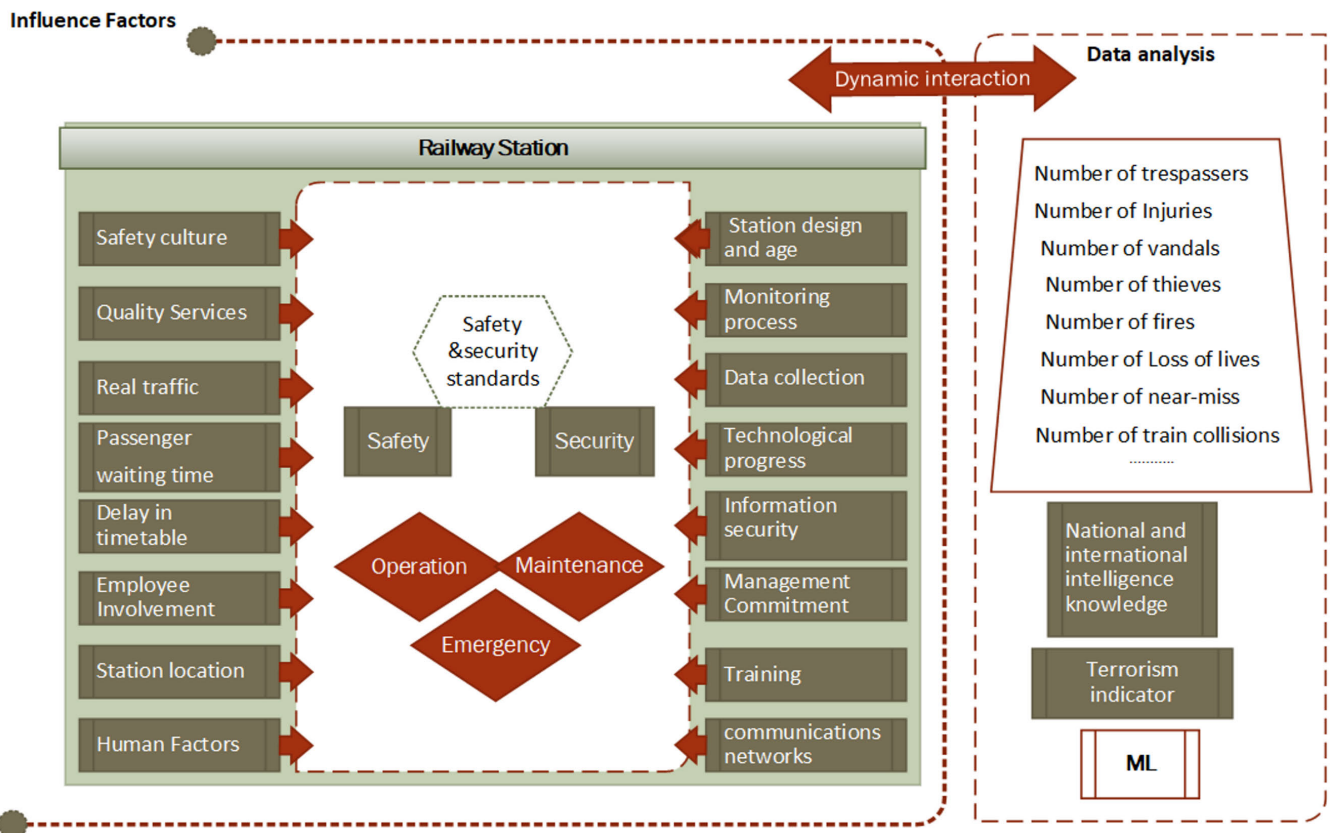 Influence Factors
Data analysis
Dynamic interaction
Railway Station
Safety culture
Quality Services
Real traffic
Passenger
waiting time
Delay in
timetable
Employee
Involvement
Station location
Human Factors
Safety
&security
standards
Safety
Security
Operation
Maintenance
Emergency
Station design
and age
Monitoring
process
Data collection
Technological
progress
Information
security
Management
Commitment
Training
communications
networks
Number of trespassers
Number of Injuries
Number of vandals
Number of thieves
Number of fires
Number of Loss of lives
Number of near-miss
Number of train collisions
...........
National and
international
intelligence
knowledge
Terrorism
indicator
ML